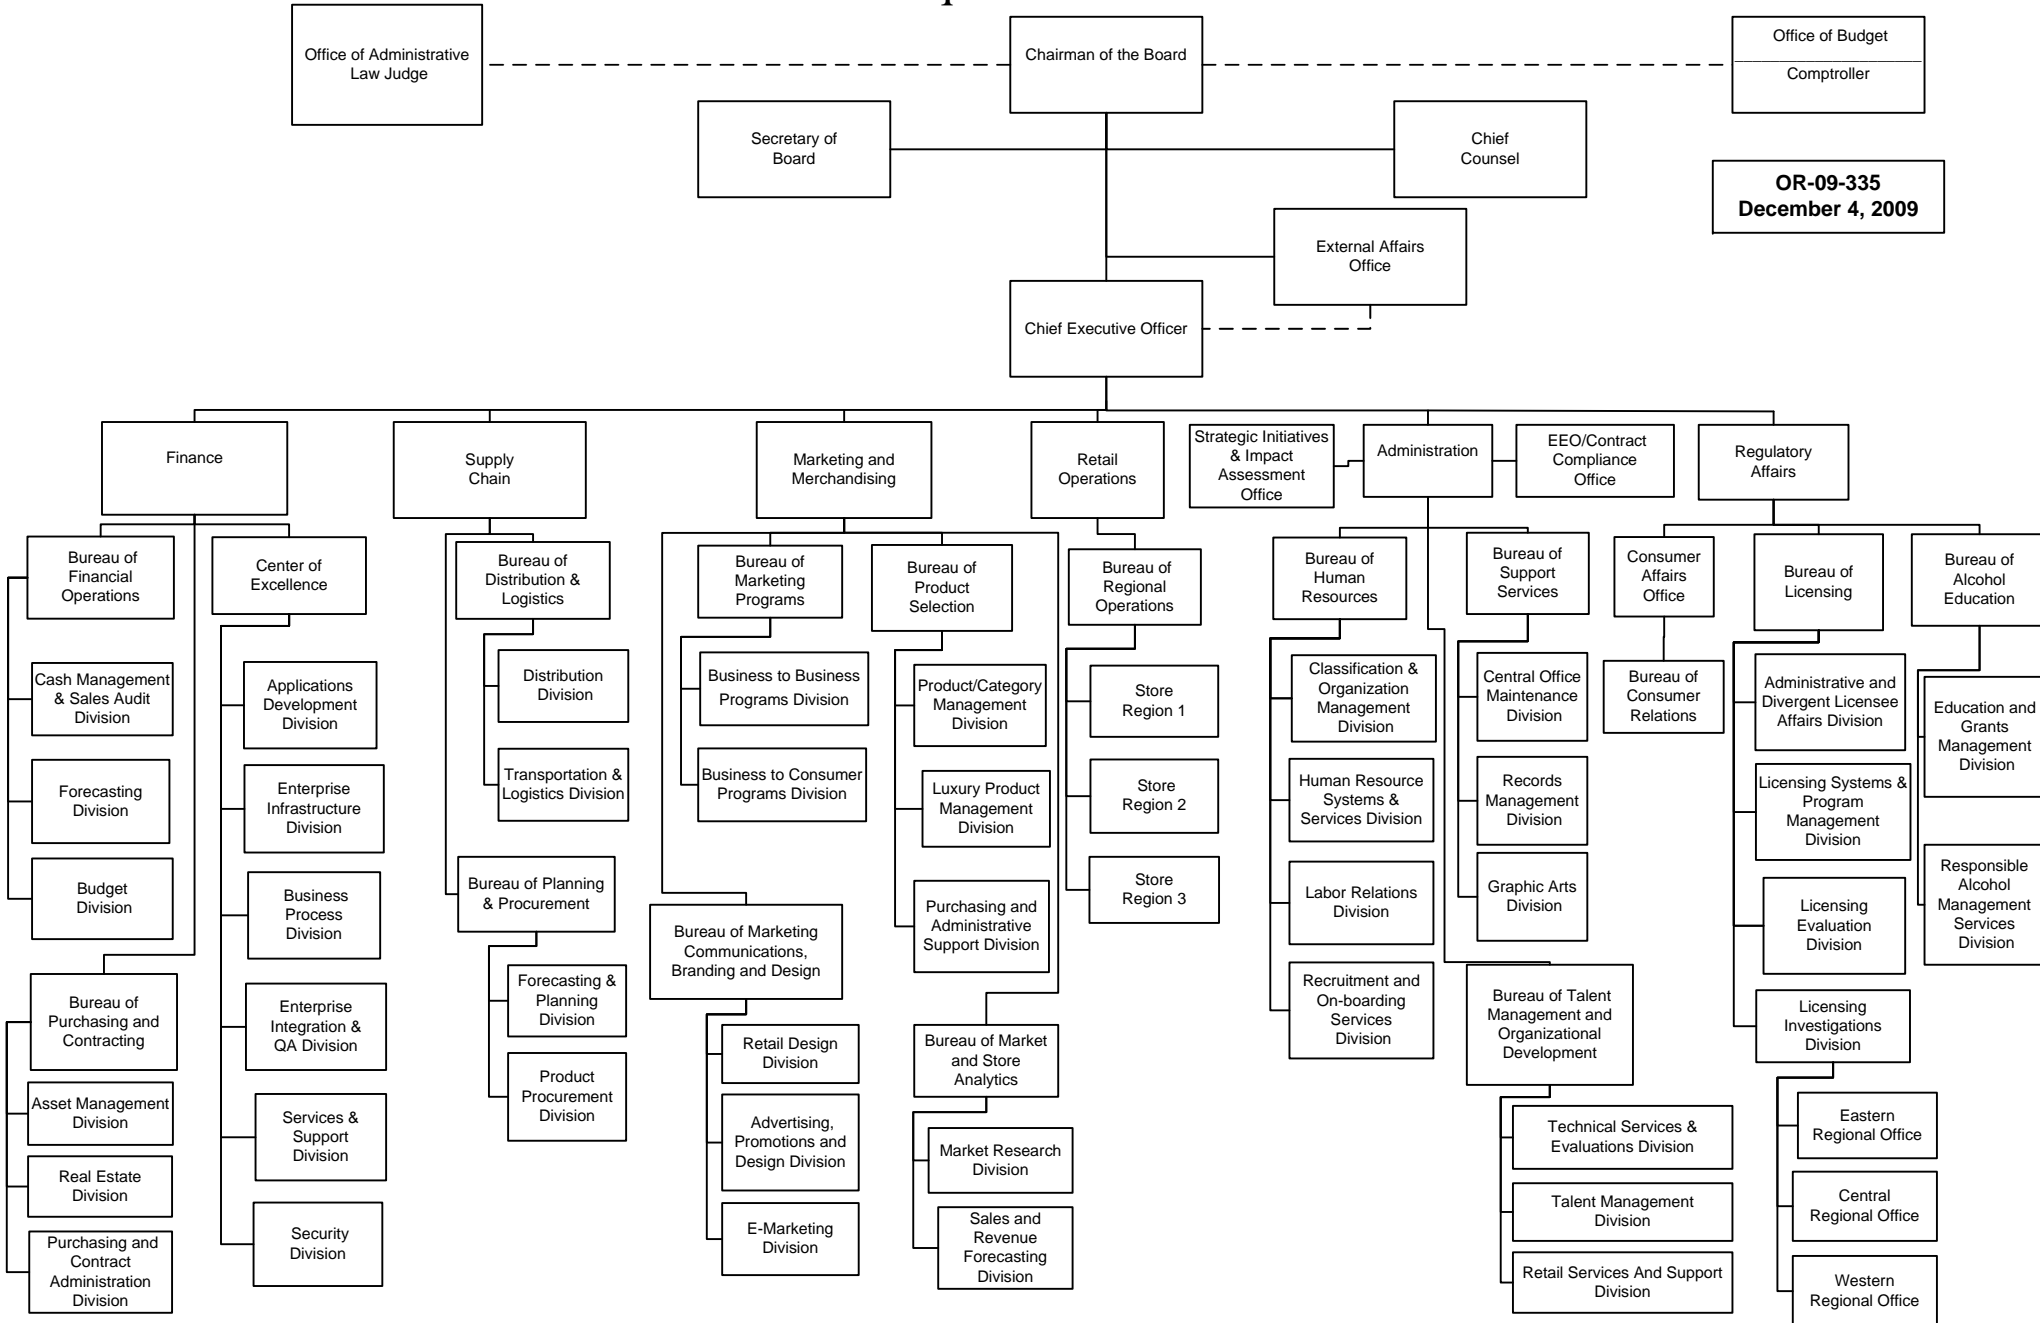 Office of Administrative
Law Judge
Chairman of the Board
Office of Budget
Comptroller
Secretary of
Board
Chief
Counsel
OR-09-335
December 4, 2009
External Affairs
Office
Chief Executive Officer
Finance
Supply
Chain
Marketing and
Merchandising
Retail
Operations
Strategic Initiatives
& Impact
Assessment
Office
Administration
EEO/Contract
Compliance
Office
Regulatory
Affairs
Bureau of
Financial
Operations
Cash Management
& Sales Audit
Division
Forecasting
Division
Budget
Division
Bureau of
Purchasing and
Contracting
Asset Management
Division
Real Estate
Division
Purchasing and
Contract
Administration
Division
Center of
Excellence
Applications
Development
Division
Enterprise
Infrastructure
Division
Business
Process
Division
Enterprise
Integration &
QA Division
Services &
Support
Division
Security
Division
Bureau of
Distribution &
Logistics
Distribution
Division
Transportation &
Logistics Division
Bureau of Planning
& Procurement
Forecasting &
Planning
Division
Product
Procurement
Division
Bureau of
Marketing
Programs
Business to Business
Programs Division
Business to Consumer
Programs Division
Bureau of Marketing
Communications,
Branding and Design
Retail Design
Division
Advertising,
Promotions and
Design Division
E-Marketing
Division
Bureau of
Product
Selection
Product/Category
Management
Division
Luxury Product
Management
Division
Purchasing and
Administrative
Support Division
Bureau of Market
and Store
Analytics
Market Research
Division
Sales and
Revenue
Forecasting
Division
Bureau of
Regional
Operations
Store
Region 1
Store
Region 2
Store
Region 3
Bureau of
Human
Resources
Classification &
Organization
Management
Division
Human Resource
Systems &
Services Division
Labor Relations
Division
Recruitment and
On-boarding
Services
Division
Bureau of
Support
Services
Central Office
Maintenance
Division
Records
Management
Division
Graphic Arts
Division
Bureau of Talent
Management and
Organizational
Development
Technical Services &
Evaluations Division
Talent Management
Division
Retail Services And Support
Division
Consumer
Affairs
Office
Bureau of
Consumer
Relations
Bureau of
Licensing
Administrative and
Divergent Licensee
Affairs Division
Licensing Systems &
Program
Management
Division
Licensing
Evaluation
Division
Licensing
Investigations
Division
Eastern
Regional Office
Central
Regional Office
Western
Regional Office
Bureau of
Alcohol
Education
Education and
Grants
Management
Division
Responsible
Alcohol
Management
Services
Division